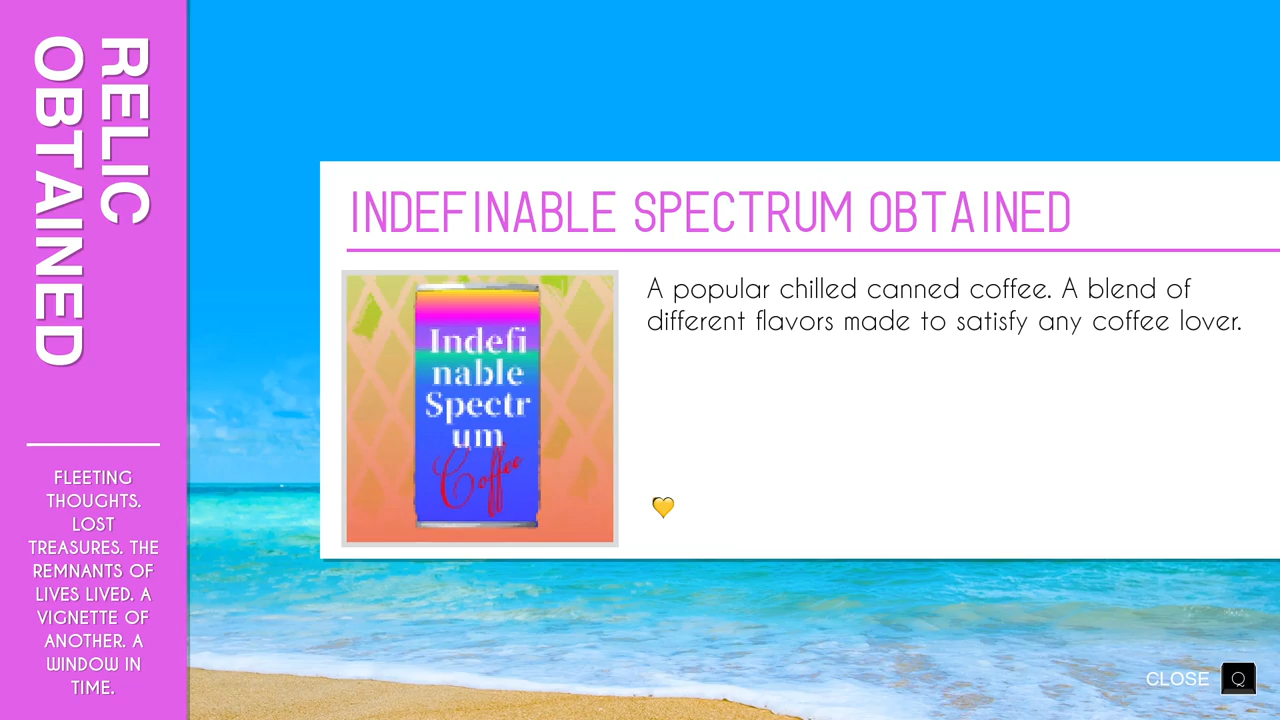 RELIC
OBTAINED
FLEETING
THOUGHTS.
LOST
TREASURES. THE
REMNANTS OF
LIVES LIVED. A
VIGNETTE OF
ANOTHER. A
WINDOW IN
TIME.
INDEFINABLE SPECTRUM OBTAINED
Indefi
nable
Spectr
um
Coffee
A popular chilled canned coffee. A blend of
different flavors made to satisfy any coffee lover.
CLOSE Q